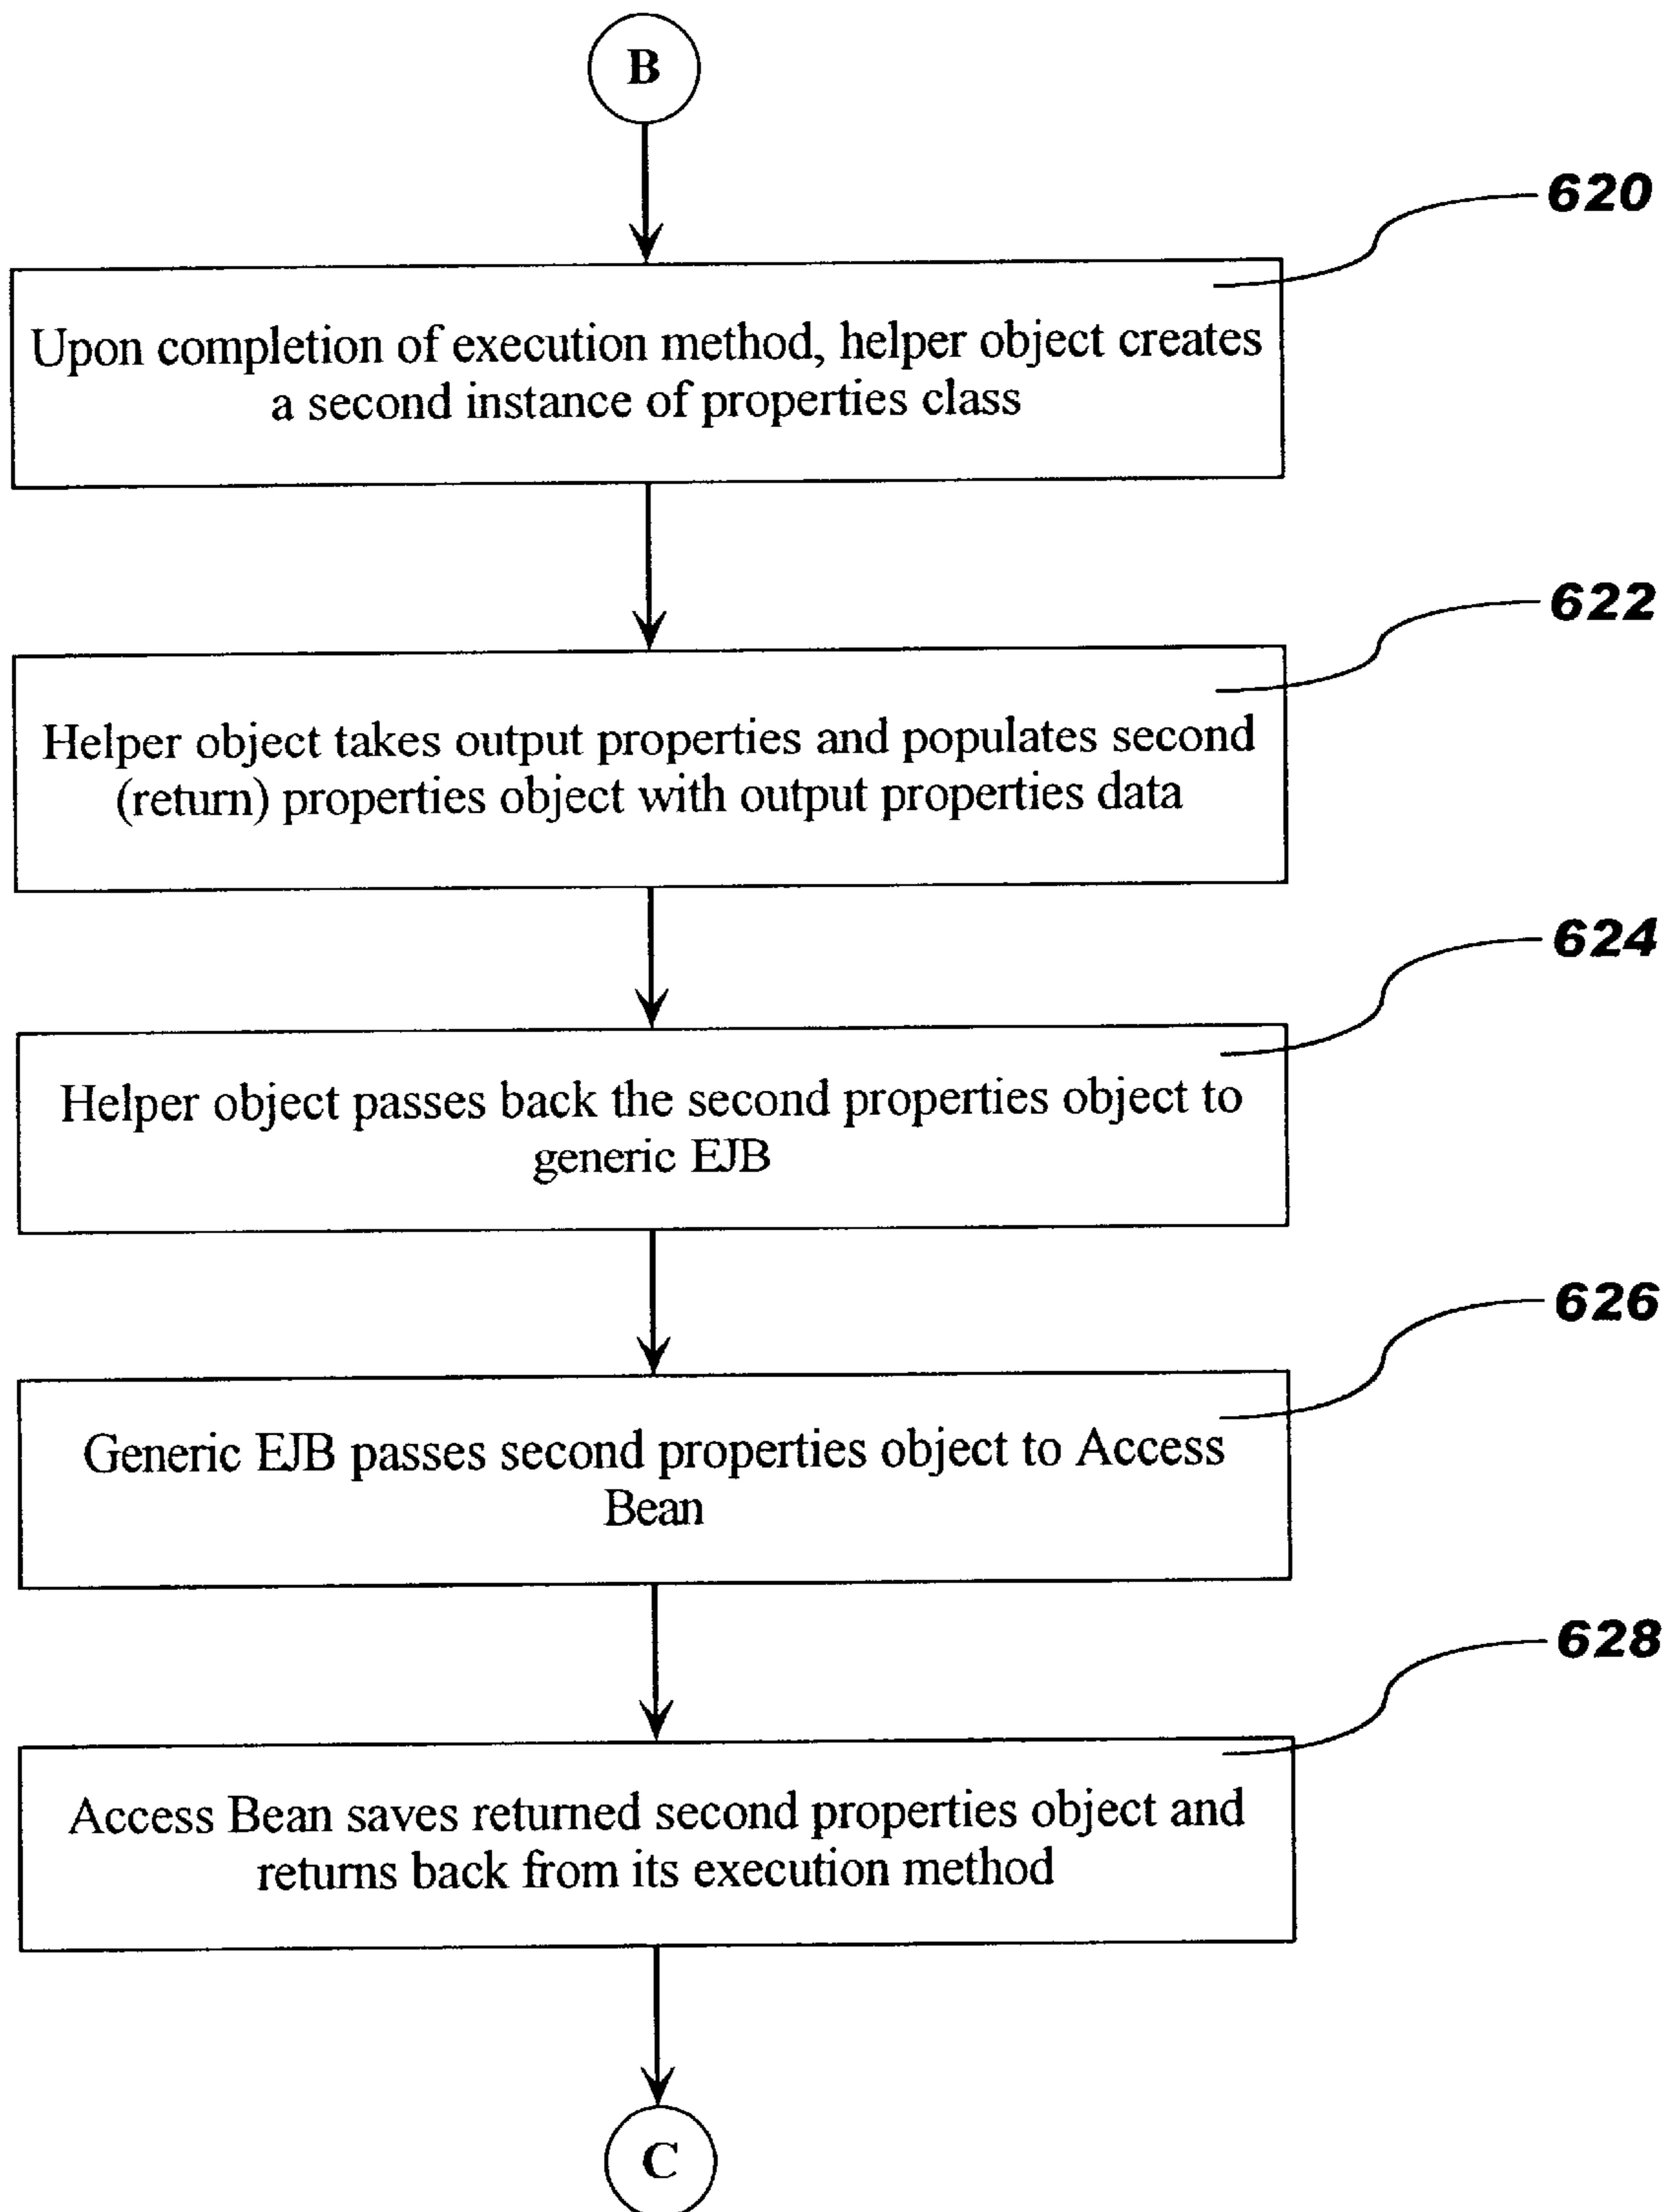 B
620
Upon completion of execution method, helper object creates
a second instance of properties class
622
Helper object takes output properties and populates second
(return) properties object with output properties data
624
Helper object passes back the second properties object to
generic EJB
626
Generic EJB passes second properties object to Access
Bean
628
Access Bean saves returned second properties object and
returns back from its execution method
C